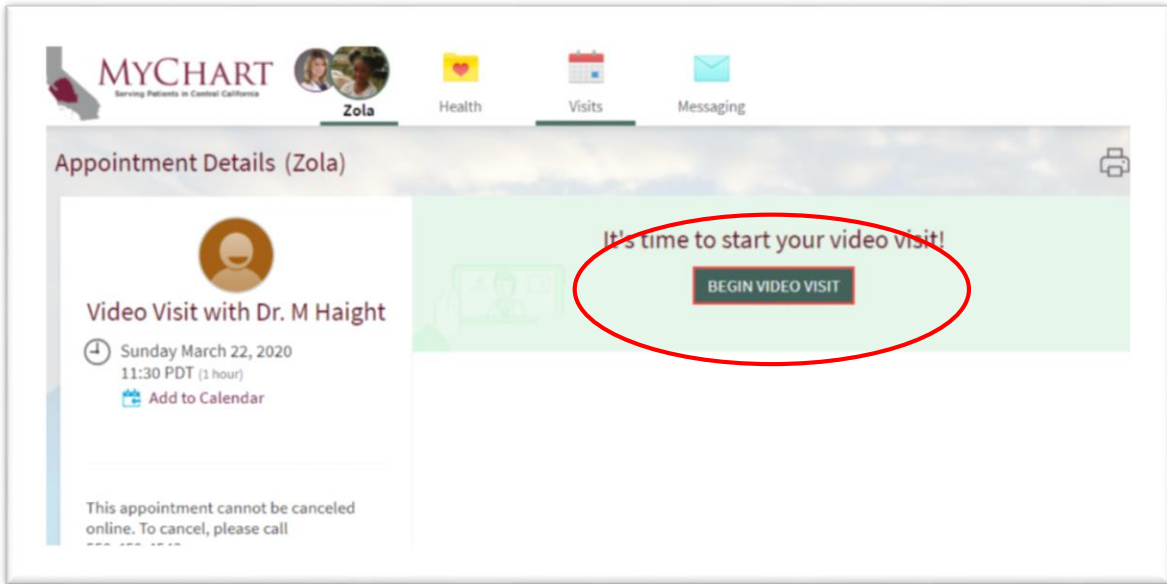 MYCHART
Serving Patients in Central California
Zola
Health
Visits
Messaging
Appointment Details (Zola)
It's time to start your video visit!
BEGIN VIDEO VISIT
Video Visit with Dr. M Haight
Sunday March 22, 2020
11:30 PDT (1 hour)
Add to Calendar
This appointment cannot be canceled
online. To cancel, please call